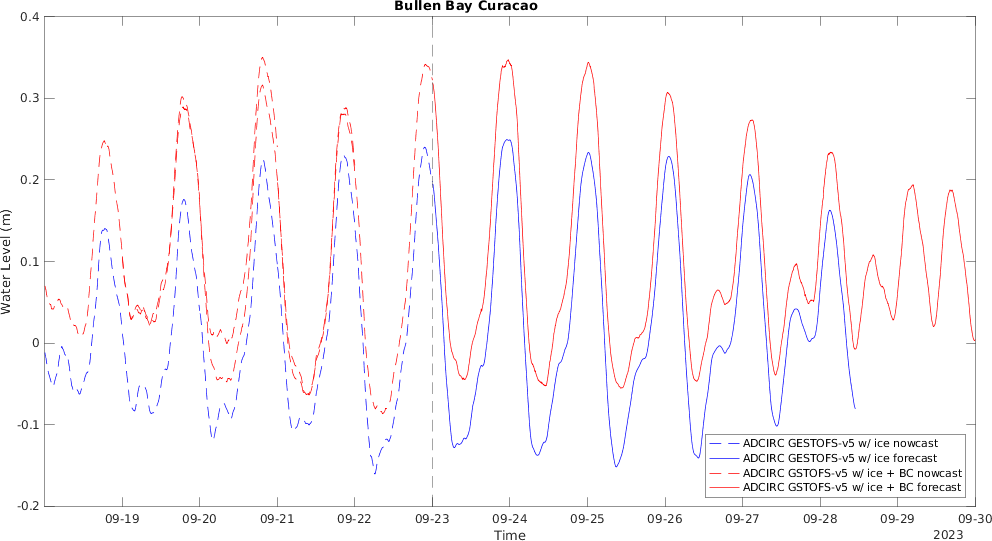 Bullen Bay Curacao
Water Level (m)
0.4
0.3
0.2
0.1
0
-0.1
-0.2
ADCIRC GESTOFS-v5 w/ ice nowcast
ADCIRC GESTOFS-v5 w/ ice forecast
ADCIRC GSTOFS-v5 w/ ice + BC nowcast
ADCIRC GSTOFS-v5 w/ ice + BC forecast
09-19 09-20 09-21 09-22 09-23 09-24 09-25 09-26 09-27 09-28 09-29 09-30
Time
2023